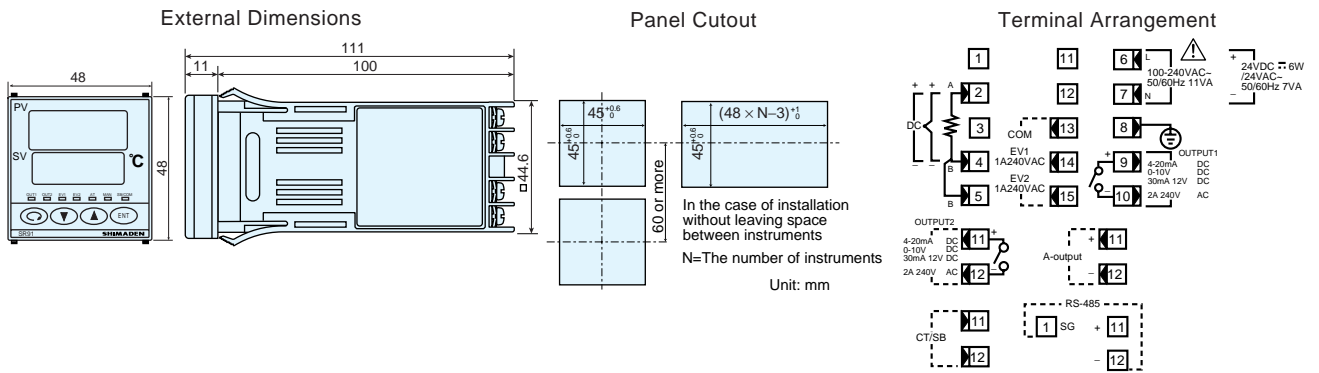 External Dimensions
Panel Cutout
Terminal Arrangement
48
48
PV
SV
℃
OUT1 OUT2 EV1 EV2 AT MAN SB/COM
ENT
SR91
SHIMADEN
111
11
100
□44.6
45 +0.6 0
45 +0.6 0
60 or more
(48 × N–3) +1 0
45 +0.6 0
In the case of installation
without leaving space
between instruments
N=The number of instruments
Unit: mm
1
2
3
4
5
+ + A
DC
– – B
B
11
12
COM 13
EV1
1A240VAC 14
EV2
1A240VAC 15
6 L
100-240VAC~
50/60Hz 11VA
7 N
+
24VDC ⎓ 6W
/24VAC~
50/60Hz 7VA
–
8
9
10
+
–
OUTPUT1
4-20mA DC
0-10V DC
30mA 12V DC
2A 240V AC
OUTPUT2
4-20mA DC
0-10V DC
30mA 12V DC
2A 240V AC
11 +
12 –
A-output
+ 11
– 12
CT/SB
11
12
RS-485
1 SG
+ 11
– 12